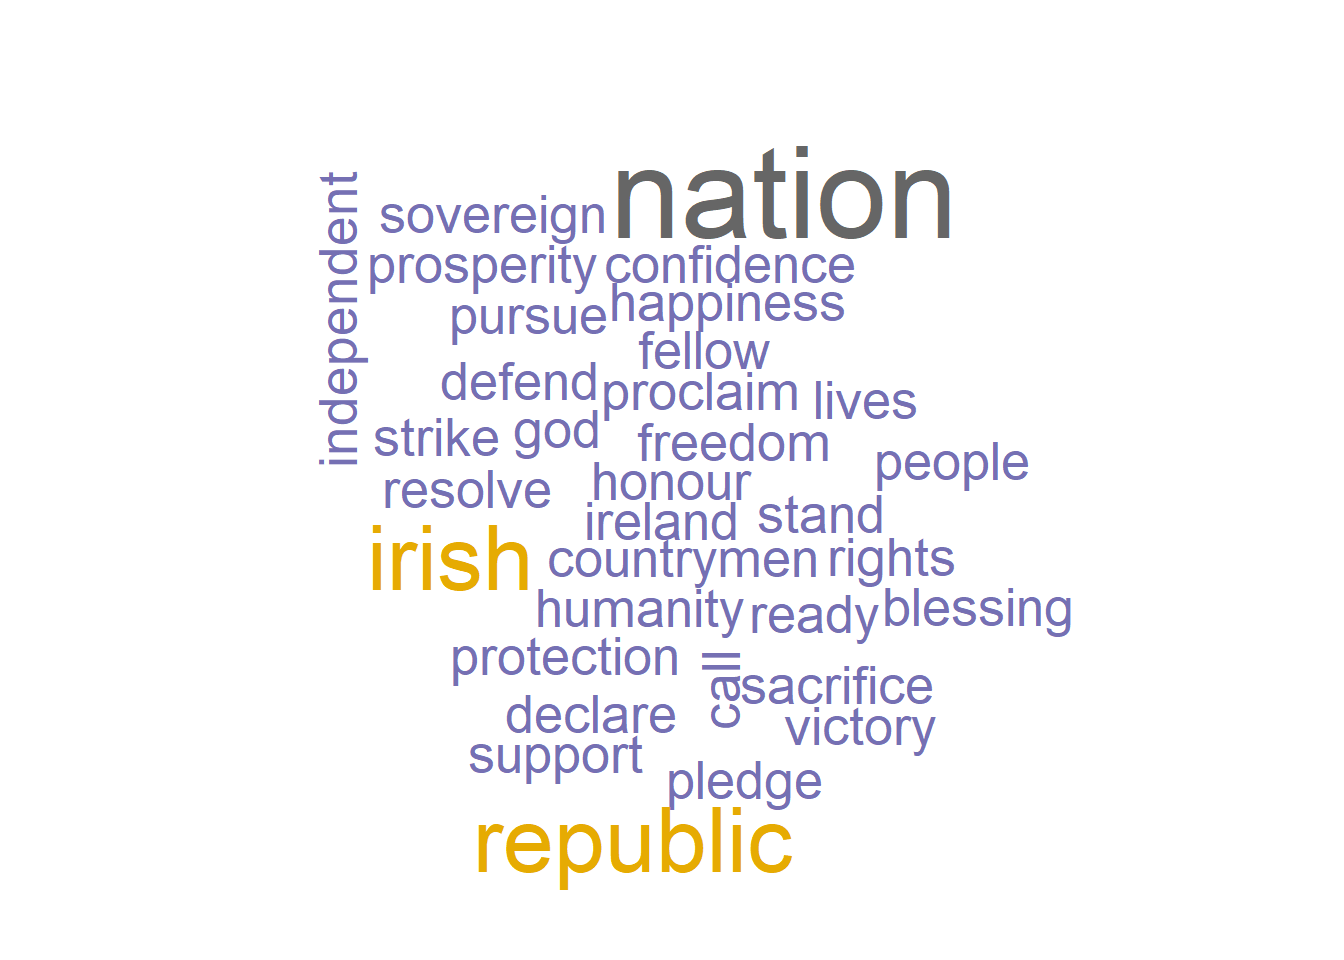 nation
independent
sovereign
prosperity confidence
pursue happiness
fellow
defend proclaim lives
strike god freedom
people
resolve honour
ireland stand
irish countrymen rights
humanity ready blessing
protection call
sacrifice
declare victory
support
pledge
republic